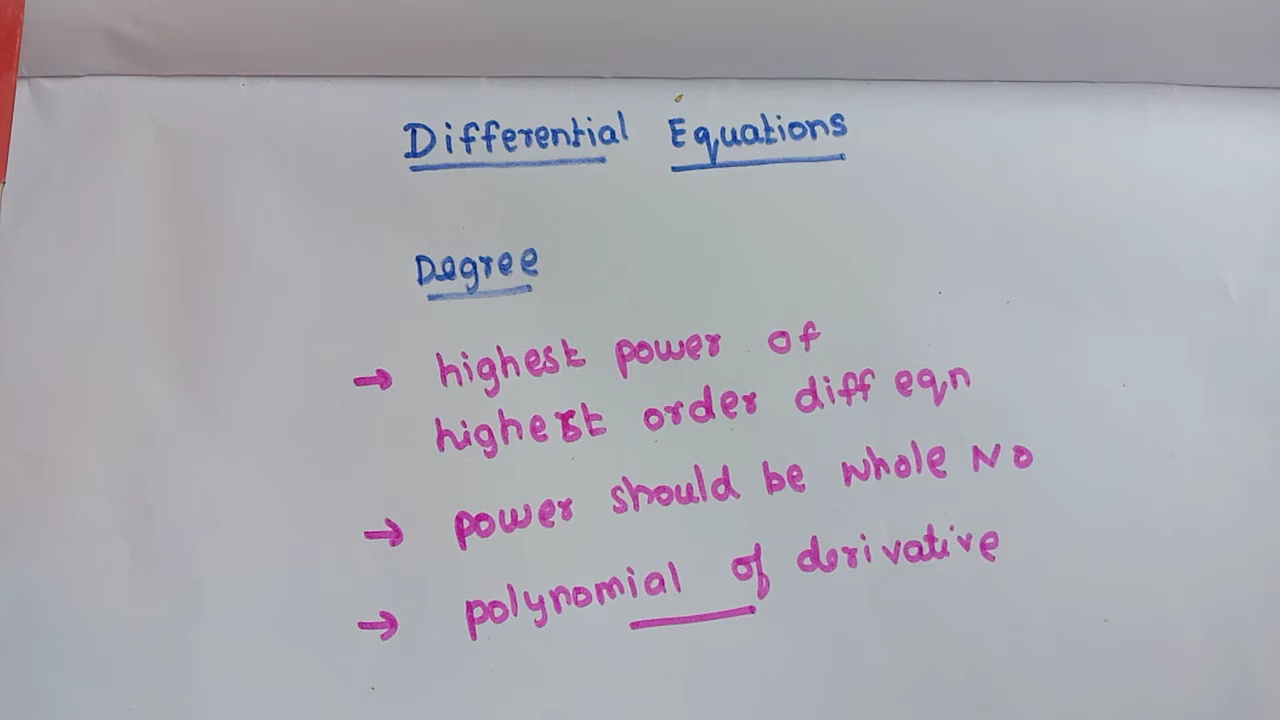 Differential Equations
Degree
→ highest power of
highest order diff eqn
→ power should be whole No
→ polynomial of derivative